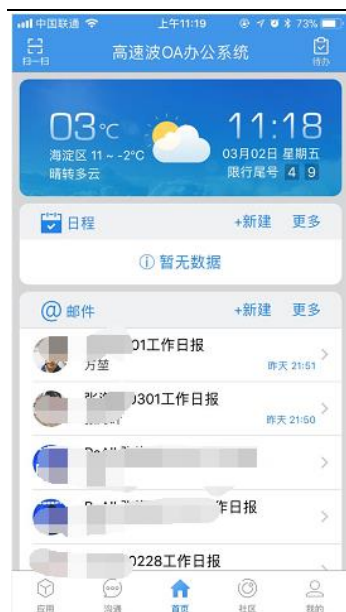 中国联通 上午11:19 73%
扫一扫 高速波OA办公系统 待办
03℃ 11:18
海淀区 11 ~ -2℃ 03月02日 星期五
晴转多云 限行尾号 4 9
日程 +新建 更多
暂无数据
@ 邮件 +新建 更多
01工作日报
万堃 昨天 21:51
0301工作日报
昨天 21:50
作日报
0228工作日报
应用 沟通 首页 社区 我的